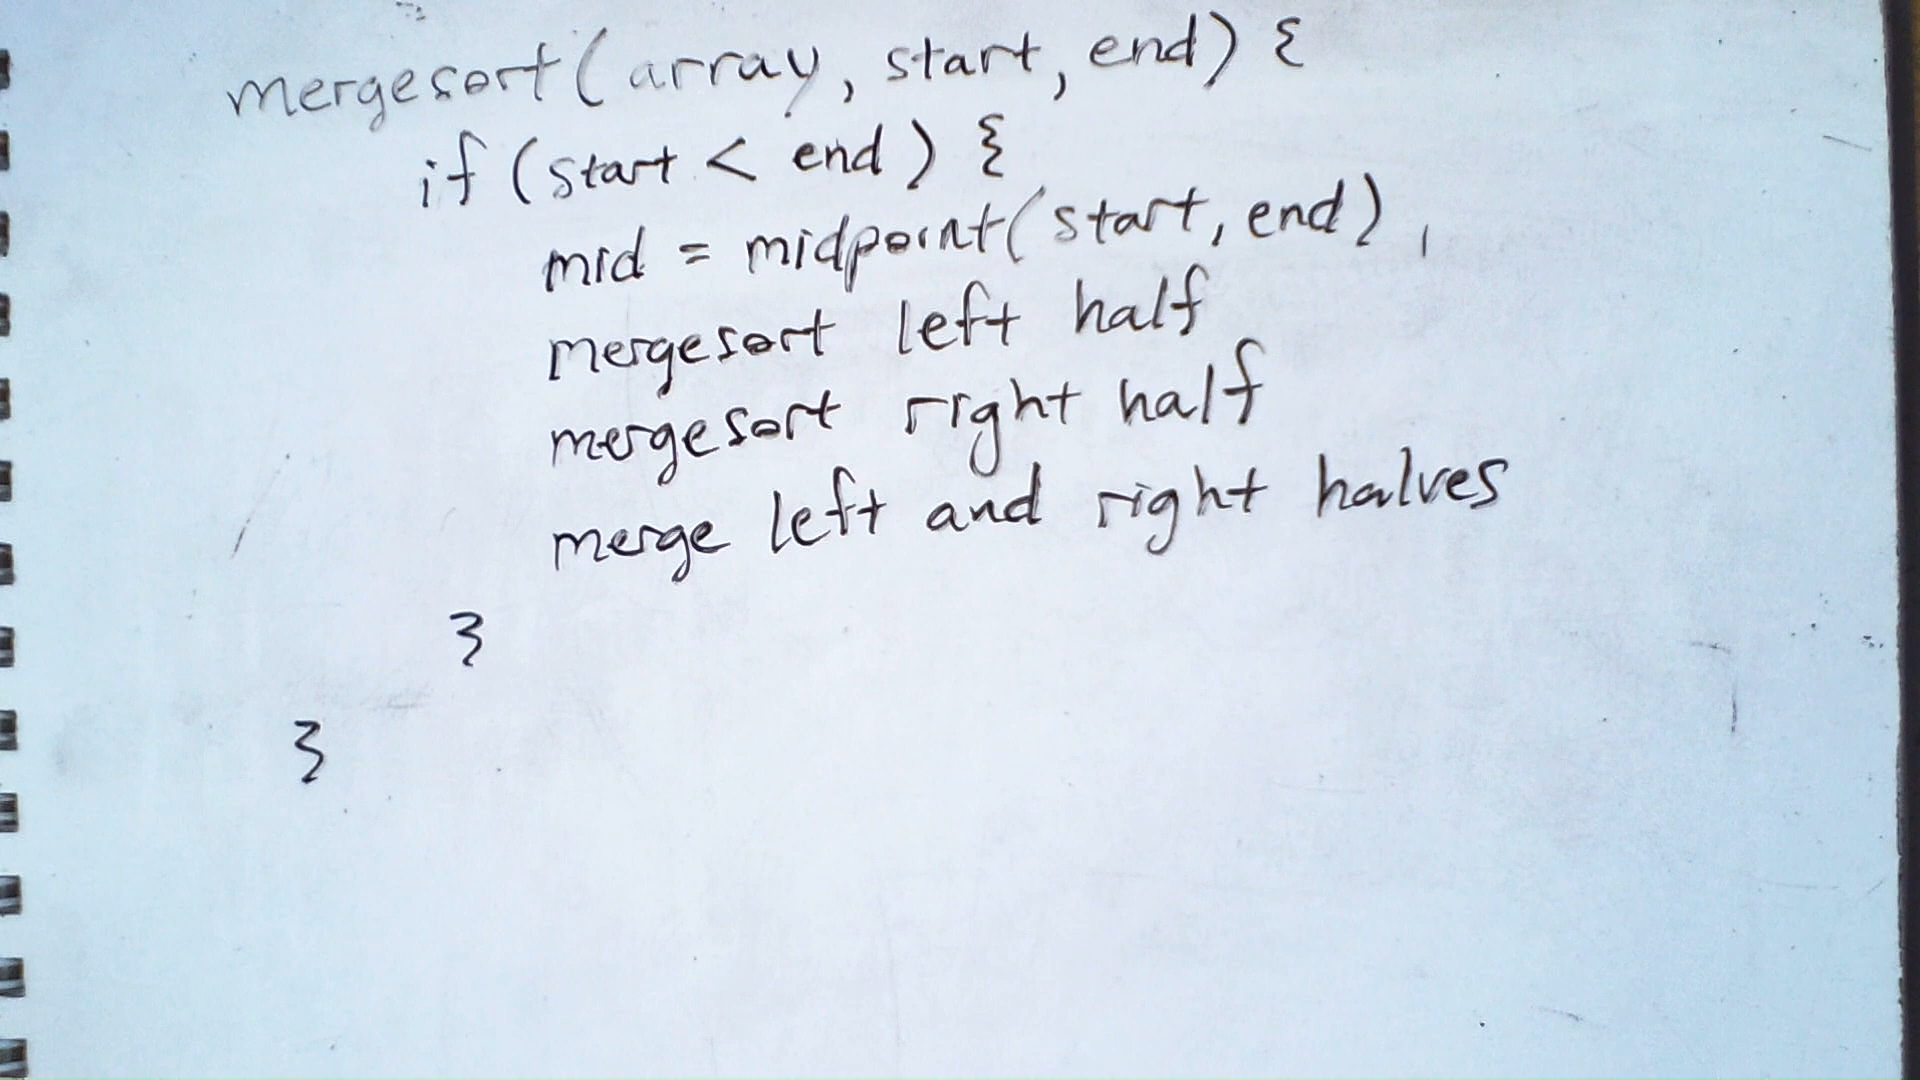 mergesort(array, start, end) {
if (start < end) {
mid = midpoint(start, end),
mergesort left half
mergesort right half
merge left and right halves
}
}